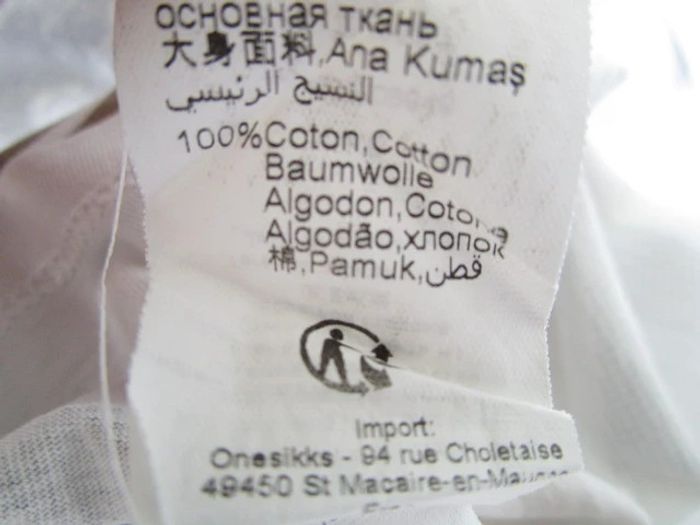 ОСНОВНАЯ ТКАНЬ
大身面料,Ana Kumaş
النسيج الرئيسي
100%Coton,Cotton
Baumwolle
Algodon,Cotone
Algodão,хлопок
棉,Pamuk,قطن
Import:
Onesikks - 94 rue Choletaise
49450 St Macaire-en-Mauges